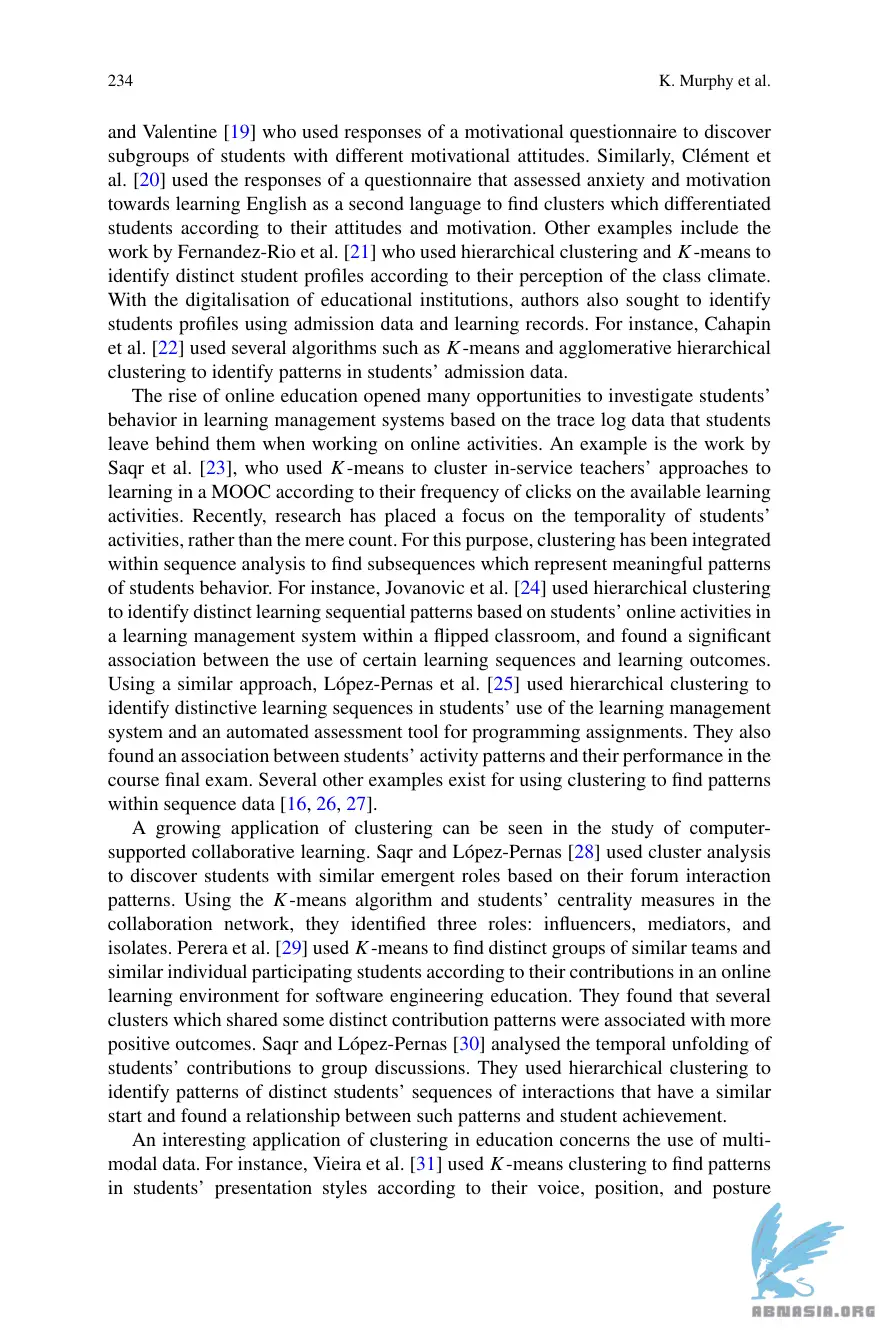 234
K. Murphy et al.
and Valentine [19] who used responses of a motivational questionnaire to discover
subgroups of students with different motivational attitudes. Similarly, Clément et
al. [20] used the responses of a questionnaire that assessed anxiety and motivation
towards learning English as a second language to find clusters which differentiated
students according to their attitudes and motivation. Other examples include the
work by Fernandez-Rio et al. [21] who used hierarchical clustering and K-means to
identify distinct student profiles according to their perception of the class climate.
With the digitalisation of educational institutions, authors also sought to identify
students profiles using admission data and learning records. For instance, Cahapin
et al. [22] used several algorithms such as K-means and agglomerative hierarchical
clustering to identify patterns in students’ admission data.
The rise of online education opened many opportunities to investigate students’
behavior in learning management systems based on the trace log data that students
leave behind them when working on online activities. An example is the work by
Saqr et al. [23], who used K-means to cluster in-service teachers’ approaches to
learning in a MOOC according to their frequency of clicks on the available learning
activities. Recently, research has placed a focus on the temporality of students’
activities, rather than the mere count. For this purpose, clustering has been integrated
within sequence analysis to find subsequences which represent meaningful patterns
of students behavior. For instance, Jovanovic et al. [24] used hierarchical clustering
to identify distinct learning sequential patterns based on students’ online activities in
a learning management system within a flipped classroom, and found a significant
association between the use of certain learning sequences and learning outcomes.
Using a similar approach, López-Pernas et al. [25] used hierarchical clustering to
identify distinctive learning sequences in students’ use of the learning management
system and an automated assessment tool for programming assignments. They also
found an association between students’ activity patterns and their performance in the
course final exam. Several other examples exist for using clustering to find patterns
within sequence data [16, 26, 27].
A growing application of clustering can be seen in the study of computer-
supported collaborative learning. Saqr and López-Pernas [28] used cluster analysis
to discover students with similar emergent roles based on their forum interaction
patterns. Using the K-means algorithm and students’ centrality measures in the
collaboration network, they identified three roles: influencers, mediators, and
isolates. Perera et al. [29] used K-means to find distinct groups of similar teams and
similar individual participating students according to their contributions in an online
learning environment for software engineering education. They found that several
clusters which shared some distinct contribution patterns were associated with more
positive outcomes. Saqr and López-Pernas [30] analysed the temporal unfolding of
students’ contributions to group discussions. They used hierarchical clustering to
identify patterns of distinct students’ sequences of interactions that have a similar
start and found a relationship between such patterns and student achievement.
An interesting application of clustering in education concerns the use of multi-
modal data. For instance, Vieira et al. [31] used K-means clustering to find patterns
in students’ presentation styles according to their voice, position, and posture
ABNASIA.ORG